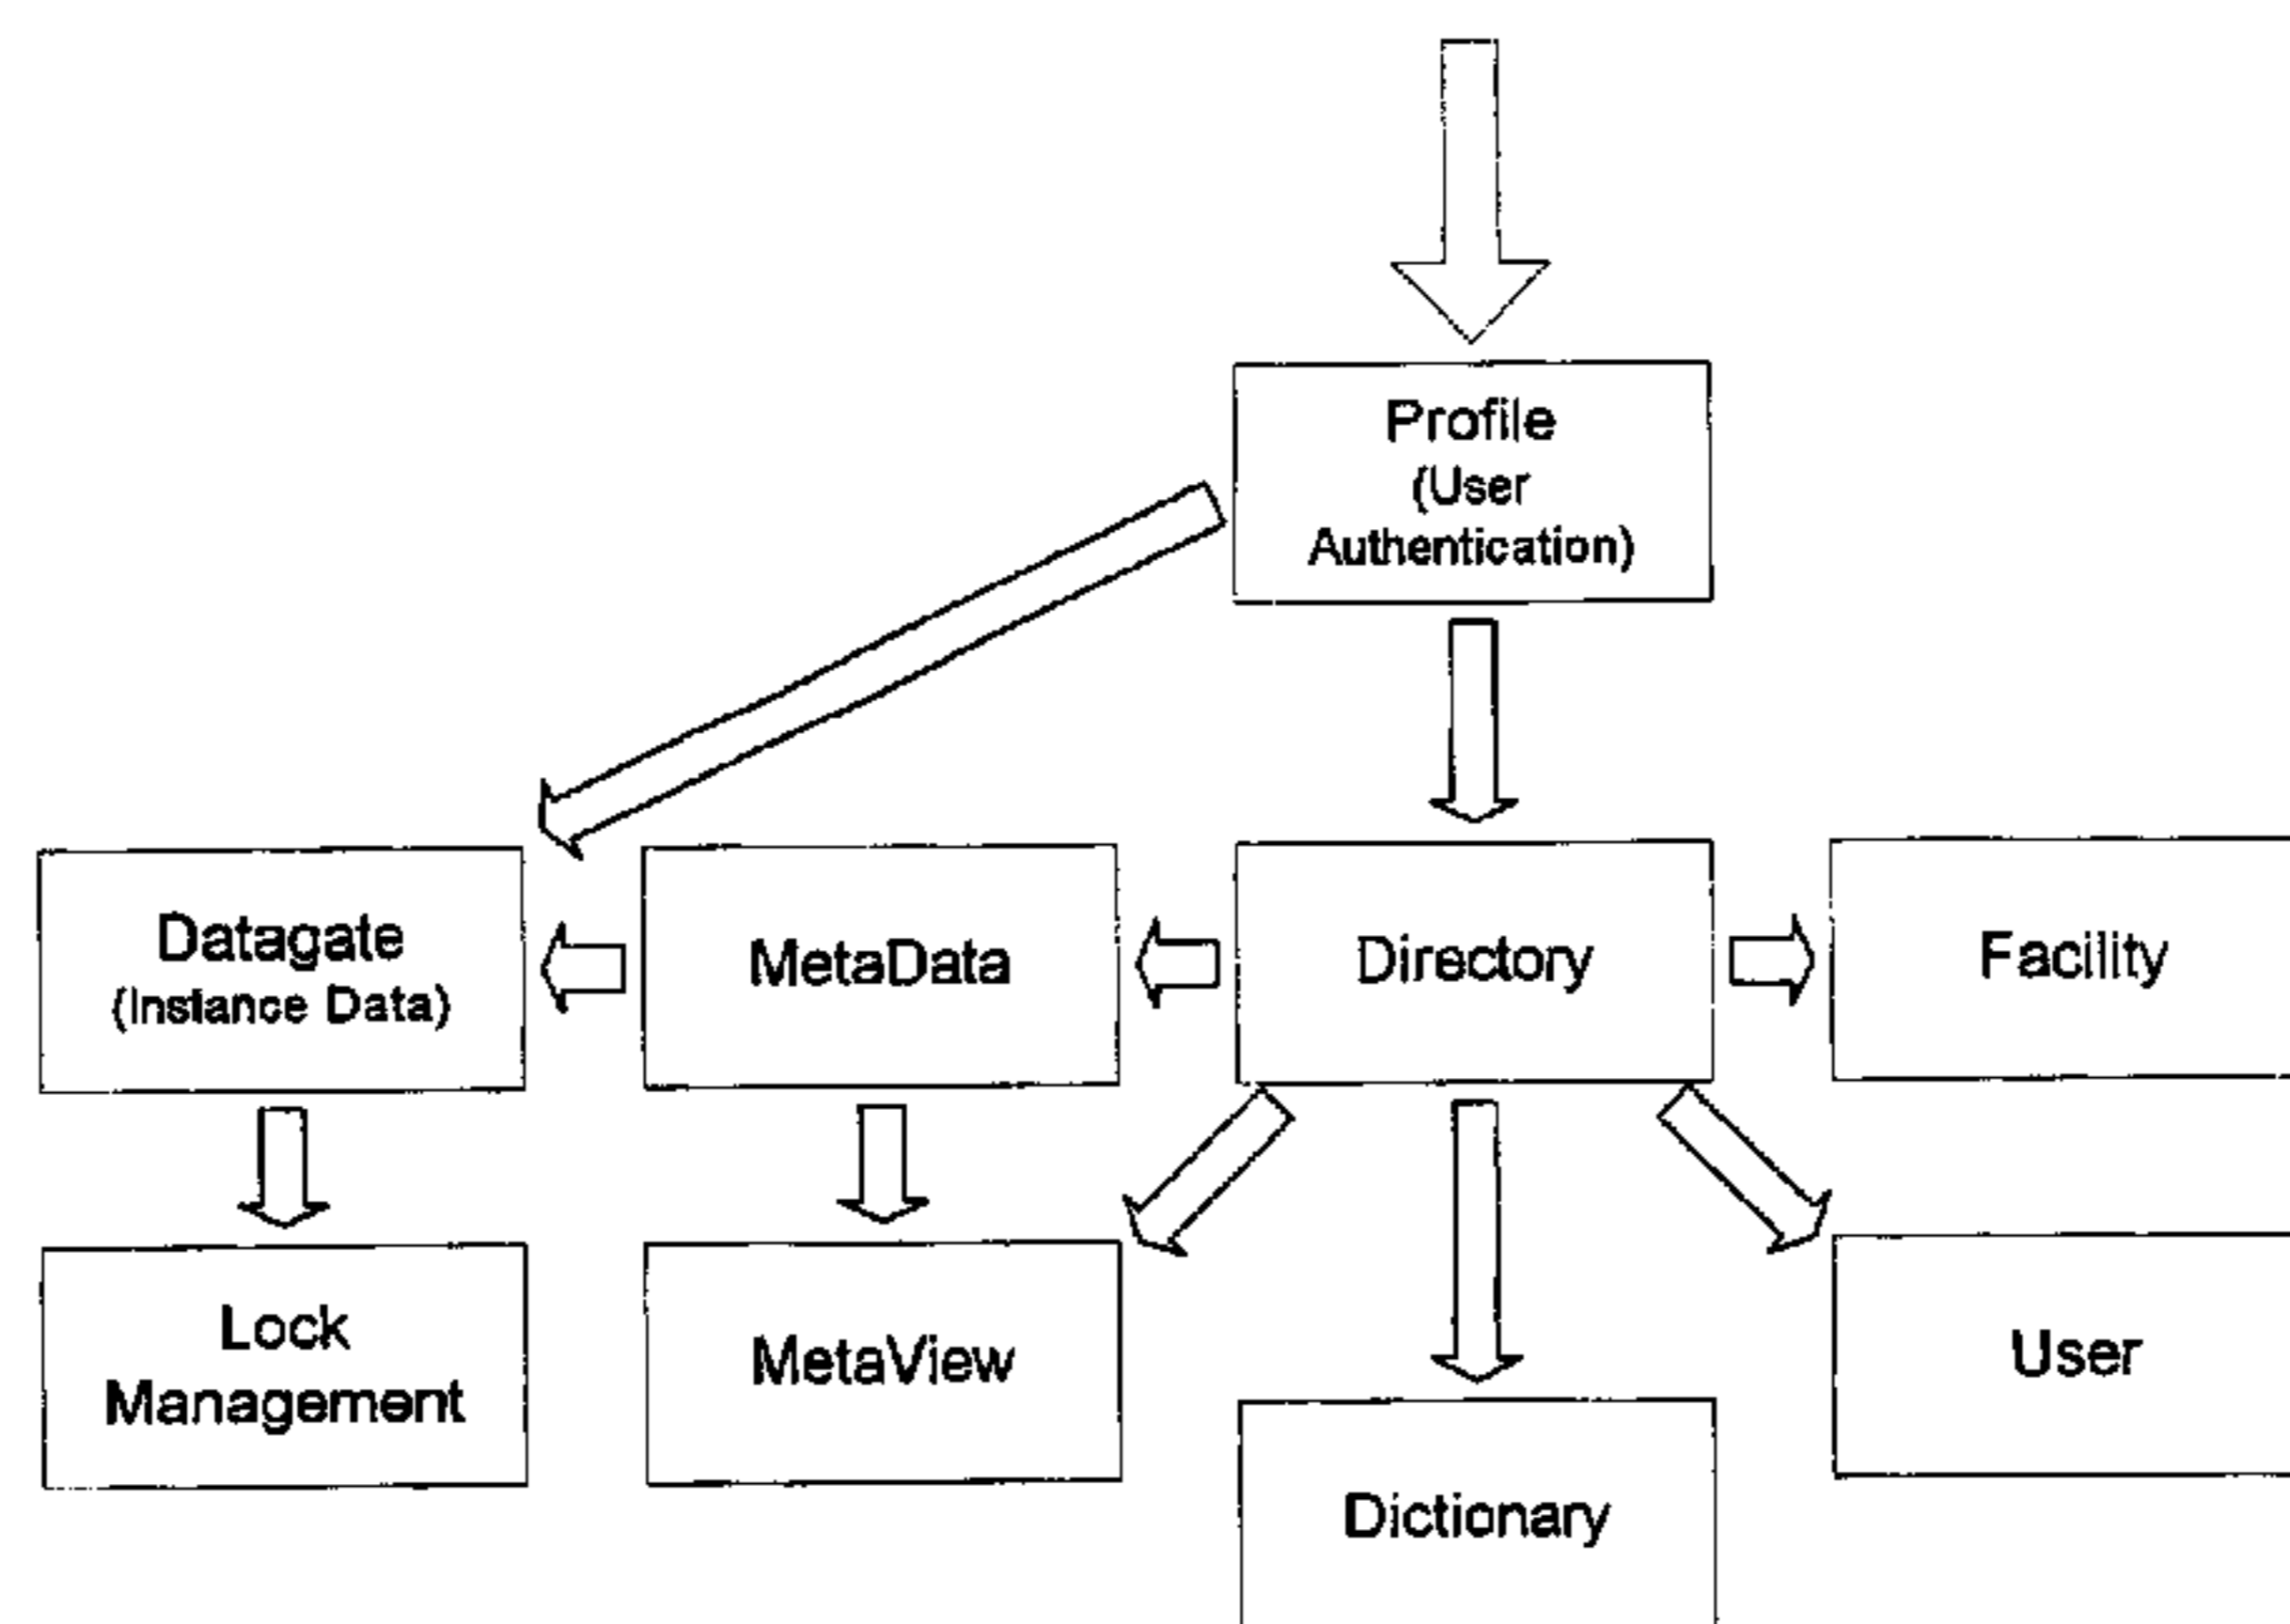 Profile
(User
Authentication)
Datagate
(Instance Data)
MetaData
Directory
Facility
Lock
Management
MetaView
User
Dictionary